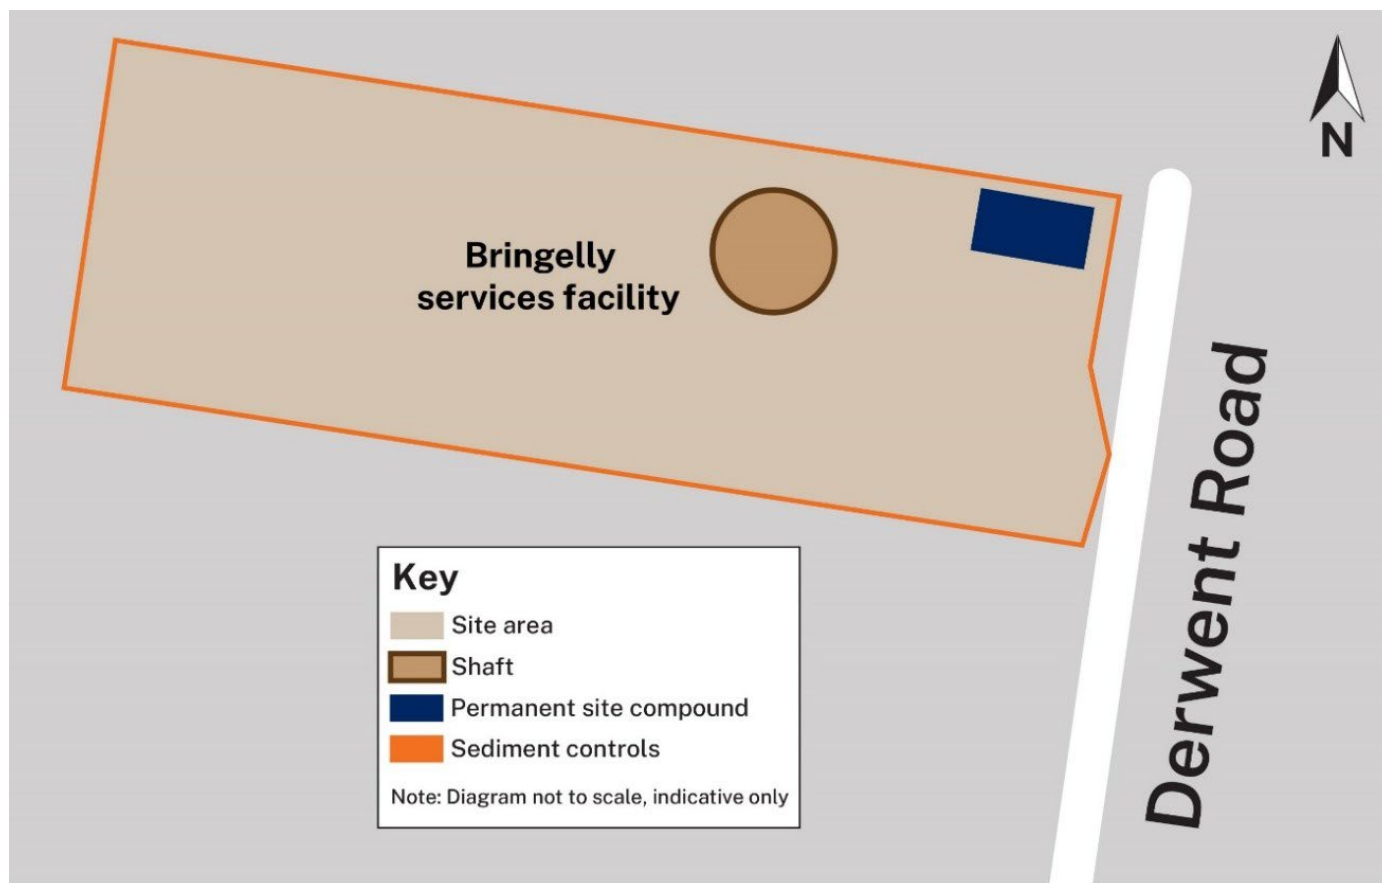 N
Bringelly
services facility
Derwent Road
Key
Site area
Shaft
Permanent site compound
Sediment controls
Note: Diagram not to scale, indicative only